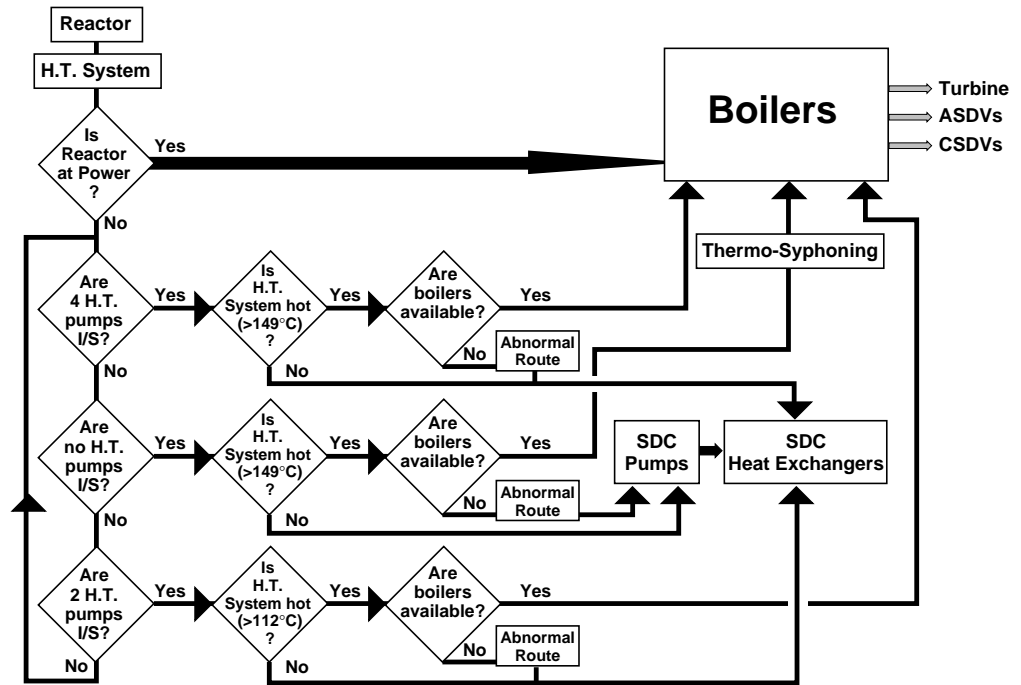 Reactor
H.T. System
Is
Reactor
at Power
?
Yes
No
Boilers
Turbine
ASDVs
CSDVs
Thermo-Syphoning
Are
4 H.T.
pumps
I/S?
Yes
No
Is
H.T.
System hot
(>149°C)
?
Yes
No
Are
boilers
available?
Yes
No
Abnormal
Route
Are
no H.T.
pumps
I/S?
Yes
No
Is
H.T.
System hot
(>149°C)
?
Yes
No
Are
boilers
available?
Yes
No
Abnormal
Route
SDC
Pumps
SDC
Heat Exchangers
Are
2 H.T.
pumps
I/S?
Yes
No
Is
H.T.
System hot
(>112°C)
?
Yes
No
Are
boilers
available?
Yes
No
Abnormal
Route